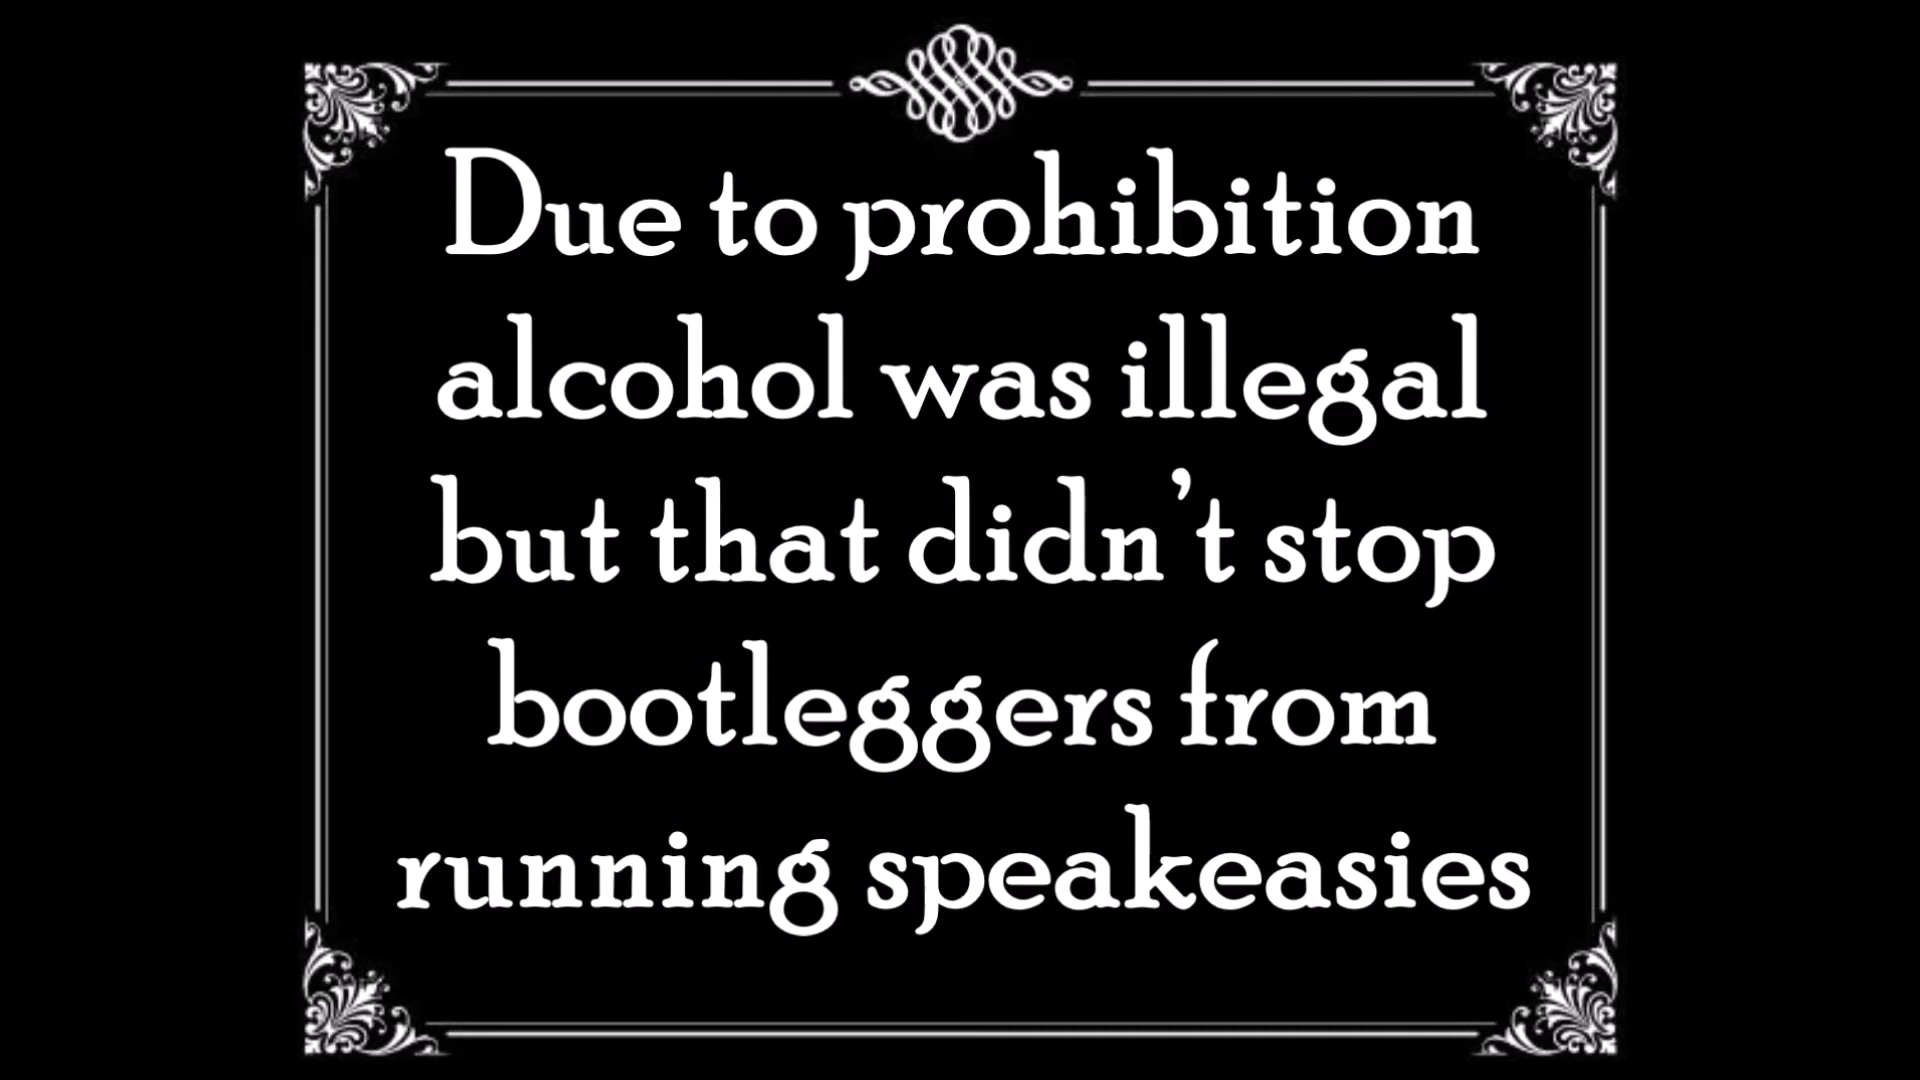 Due to prohibition
alcohol was illegal
but that didn't stop
bootleggers from
running speakeasies